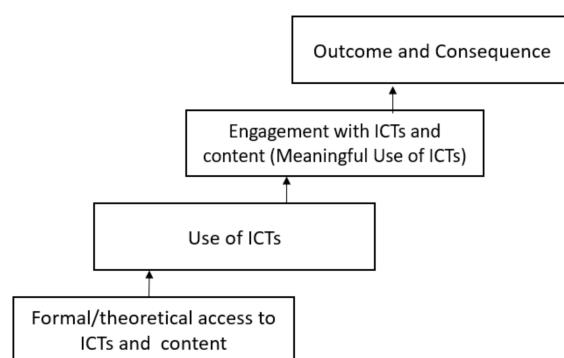 Outcome and Consequence
Engagement with ICTs and
content (Meaningful Use of ICTs)
Use of ICTs
Formal/theoretical access to
ICTs and content